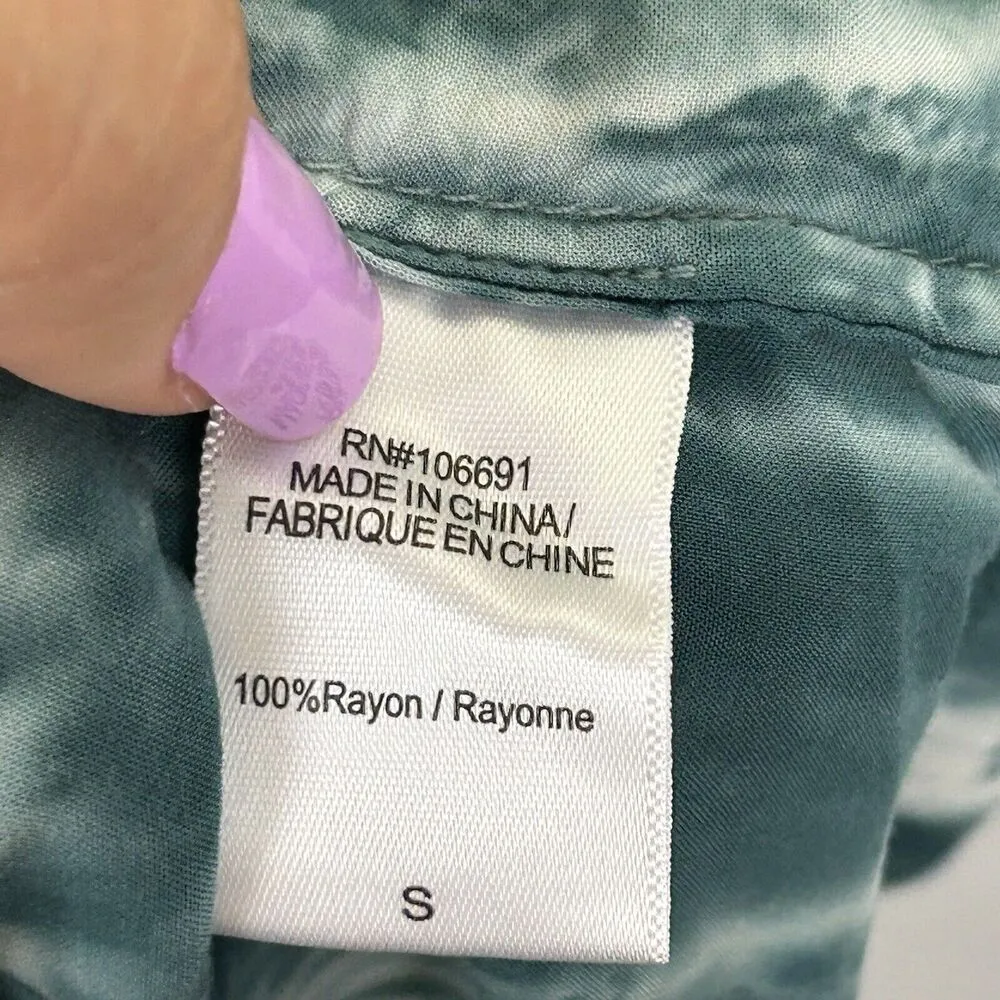 RN#106691
MADE IN CHINA/
FABRIQUE EN CHINE
100%Rayon / Rayonne
S